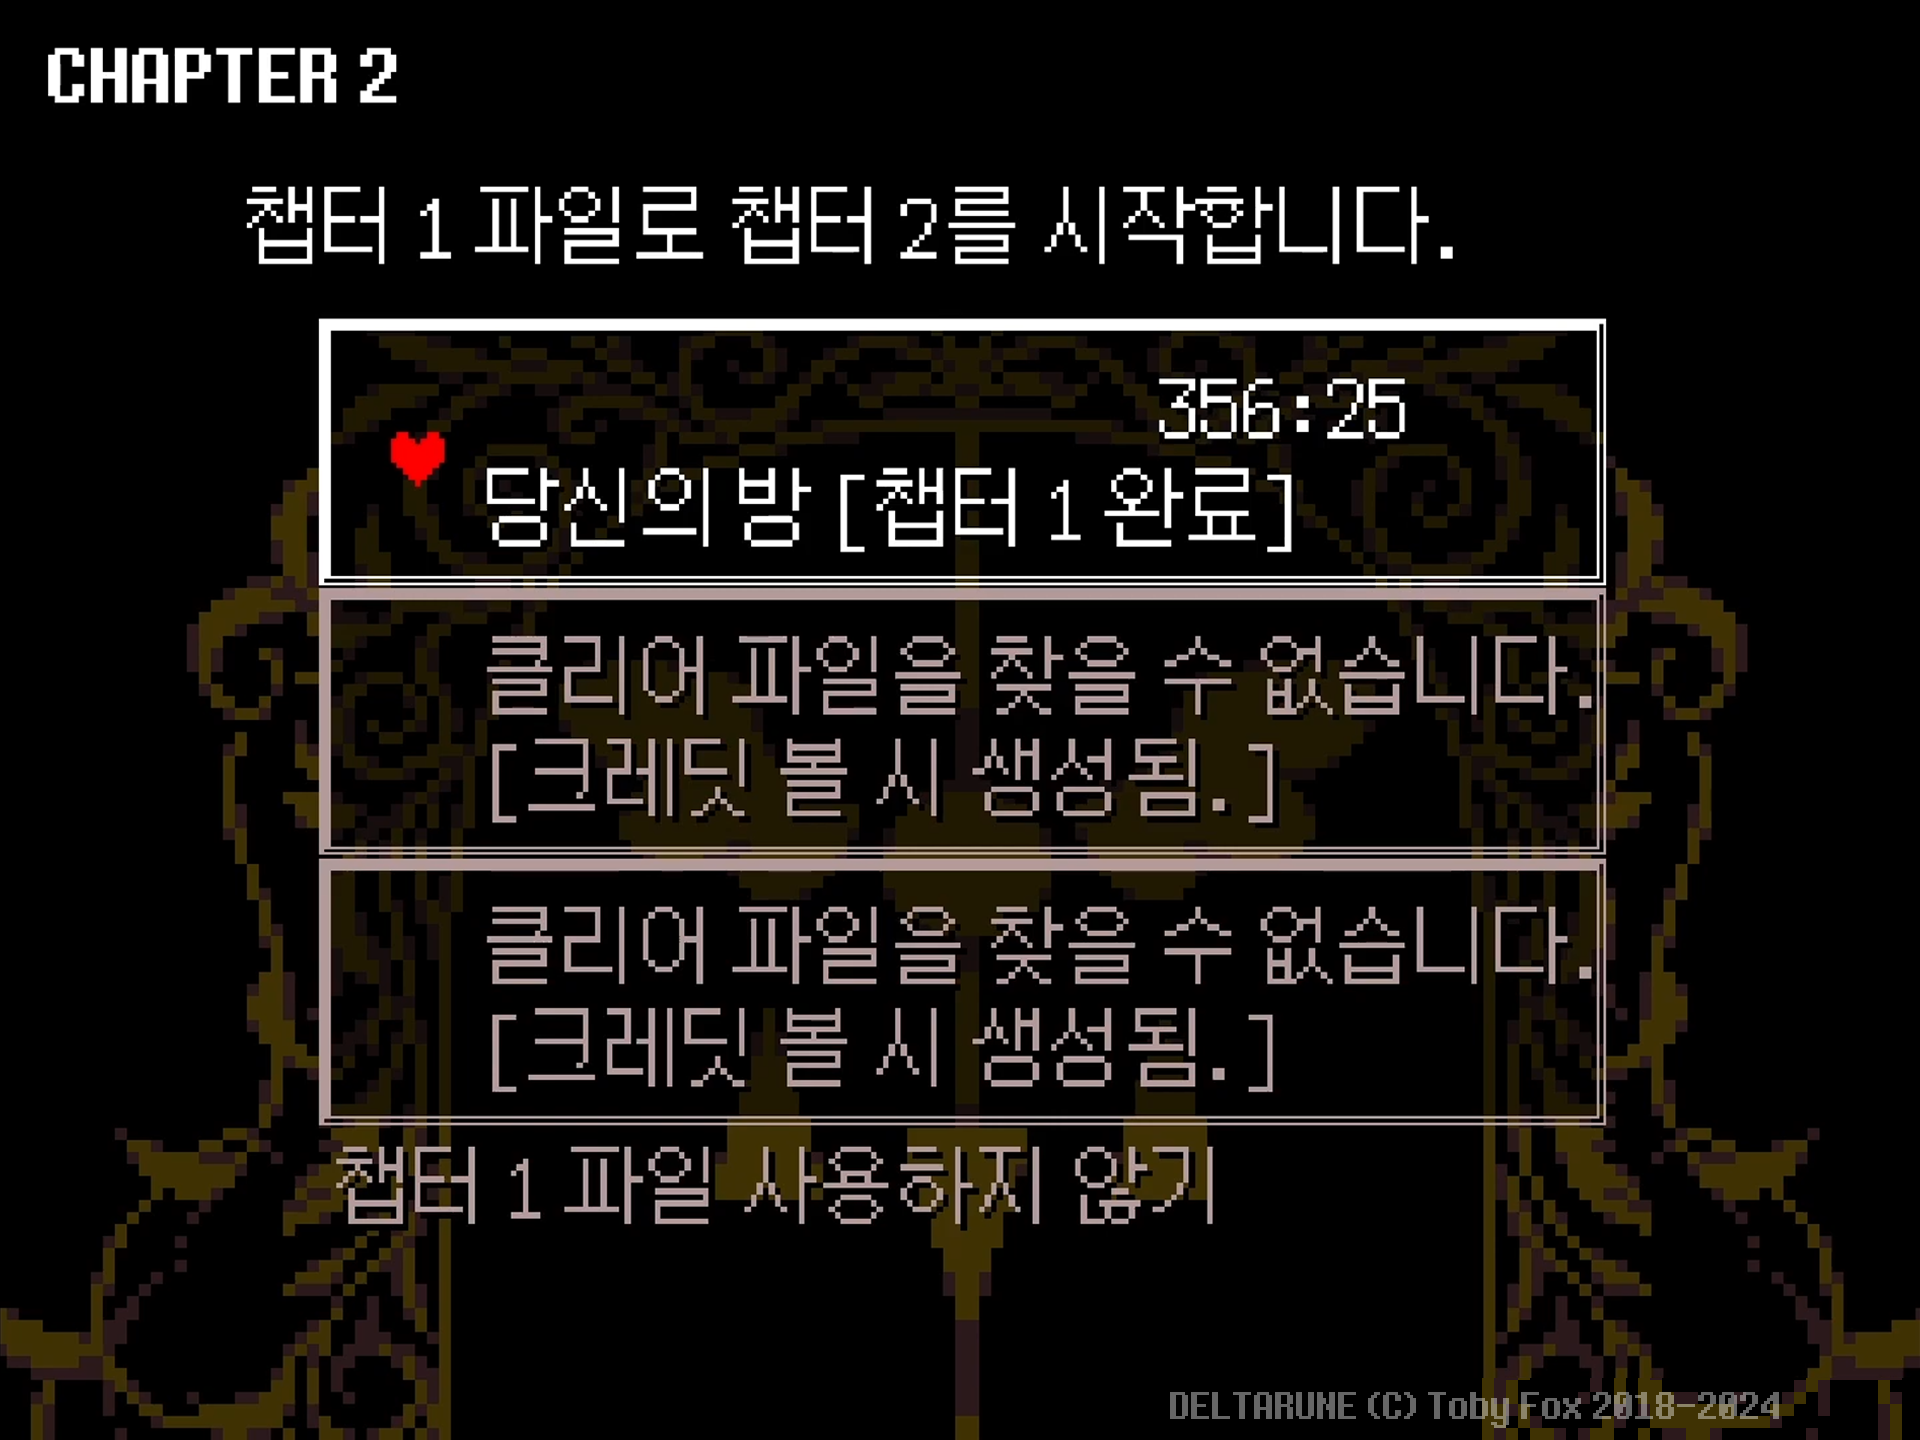 CHAPTER 2
챕터 1 파일로 챕터 2를 시작합니다.
356:25
당신의 방 [챕터 1 완료]
클리어 파일을 찾을 수 없습니다.
[크레딧 볼 시 생성됨.]
클리어 파일을 찾을 수 없습니다.
[크레딧 볼 시 생성됨.]
챕터 1 파일 사용하지 않기
DELTARUNE (C) Toby Fox 2018-2024